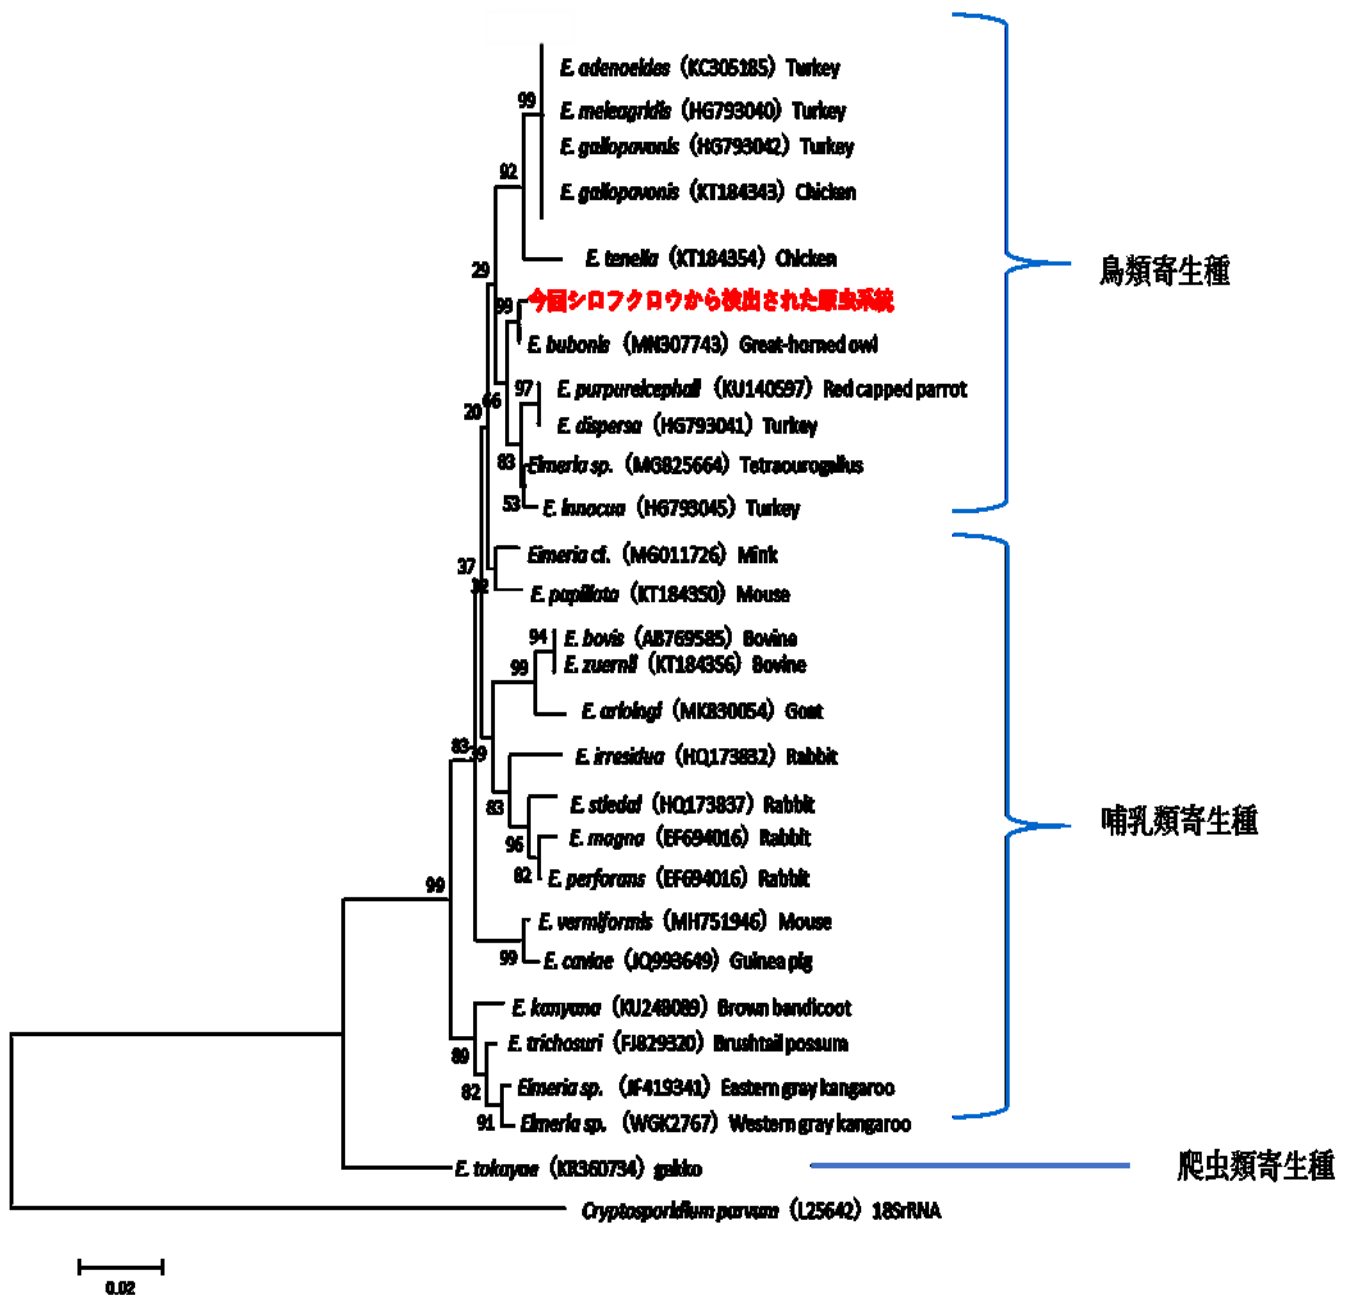 E. adenoeides (KC305185) Turkey
99
E. meleagridis (HG793040) Turkey
E. gallopavonis (HG793042) Turkey
92
E. gallopavonis (KT184343) Chicken
E. tenella (KT184354) Chicken
鳥類寄生種
29
99
今回シロフクロウから検出された原虫系統
E. bubonis (MN307743) Great-horned owl
97
E. purpureicephali (KU140597) Red capped parrot
66
20
E. dispersa (HG793041) Turkey
83
Eimeria sp. (MG825664) Tetraourogallus
53
E. innocua (HG793045) Turkey
Eimeria cf. (MG011726) Mink
37
E. papillata (KT184350) Mouse
94
E. bovis (AB769585) Bovine
99
E. zuernii (KT184356) Bovine
E. arloingi (MK830054) Goat
83
39
E. irresidua (HQ173832) Rabbit
83
E. stiedai (HQ173837) Rabbit
哺乳類寄生種
96
E. magna (EF694016) Rabbit
82
E. perforans (EF694016) Rabbit
99
E. vermiformis (MH751946) Mouse
99
E. caviae (JQ993649) Guinea pig
E. kanyana (KU248089) Brown bandicoot
89
E. trichosuri (FJ829320) Brushtail possum
82
Eimeria sp. (JF419341) Eastern gray kangaroo
91
Eimeria sp. (WGK2767) Western gray kangaroo
E. tokayae (KR360734) gekko
爬虫類寄生種
Cryptosporidium parvum (L25642) 18SrRNA
0.02